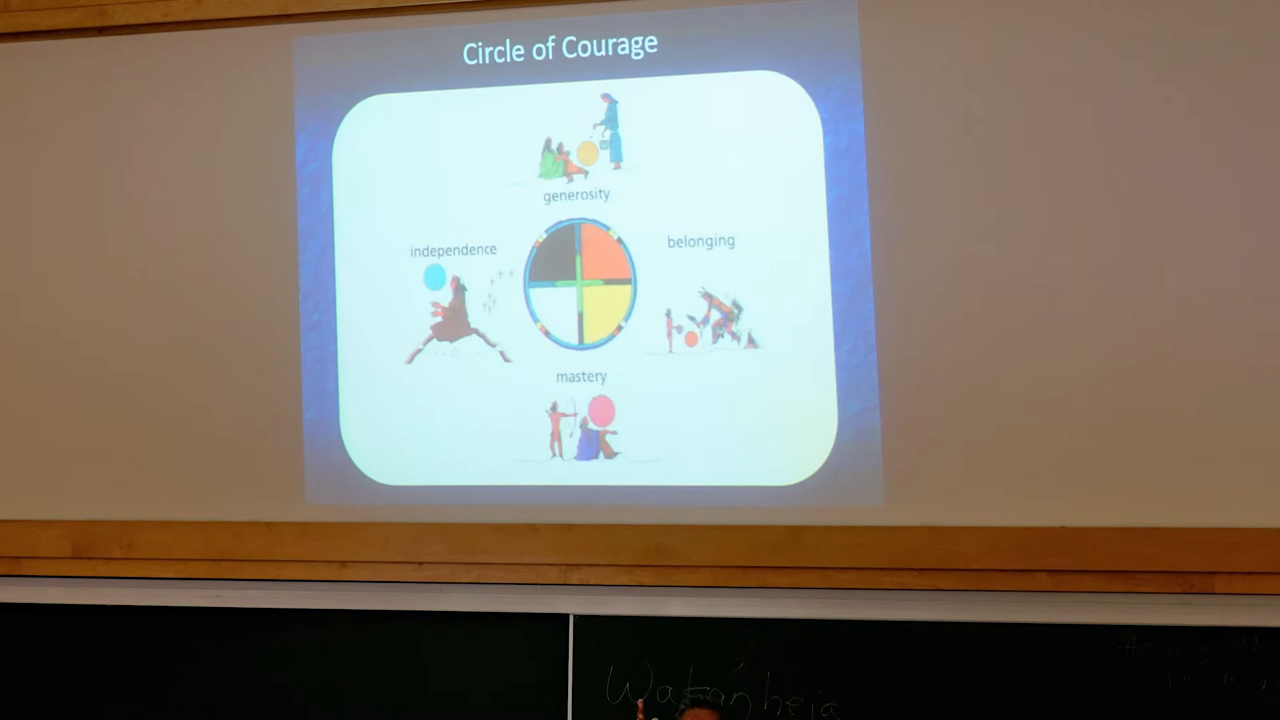 Circle of Courage
generosity
independence
belonging
mastery